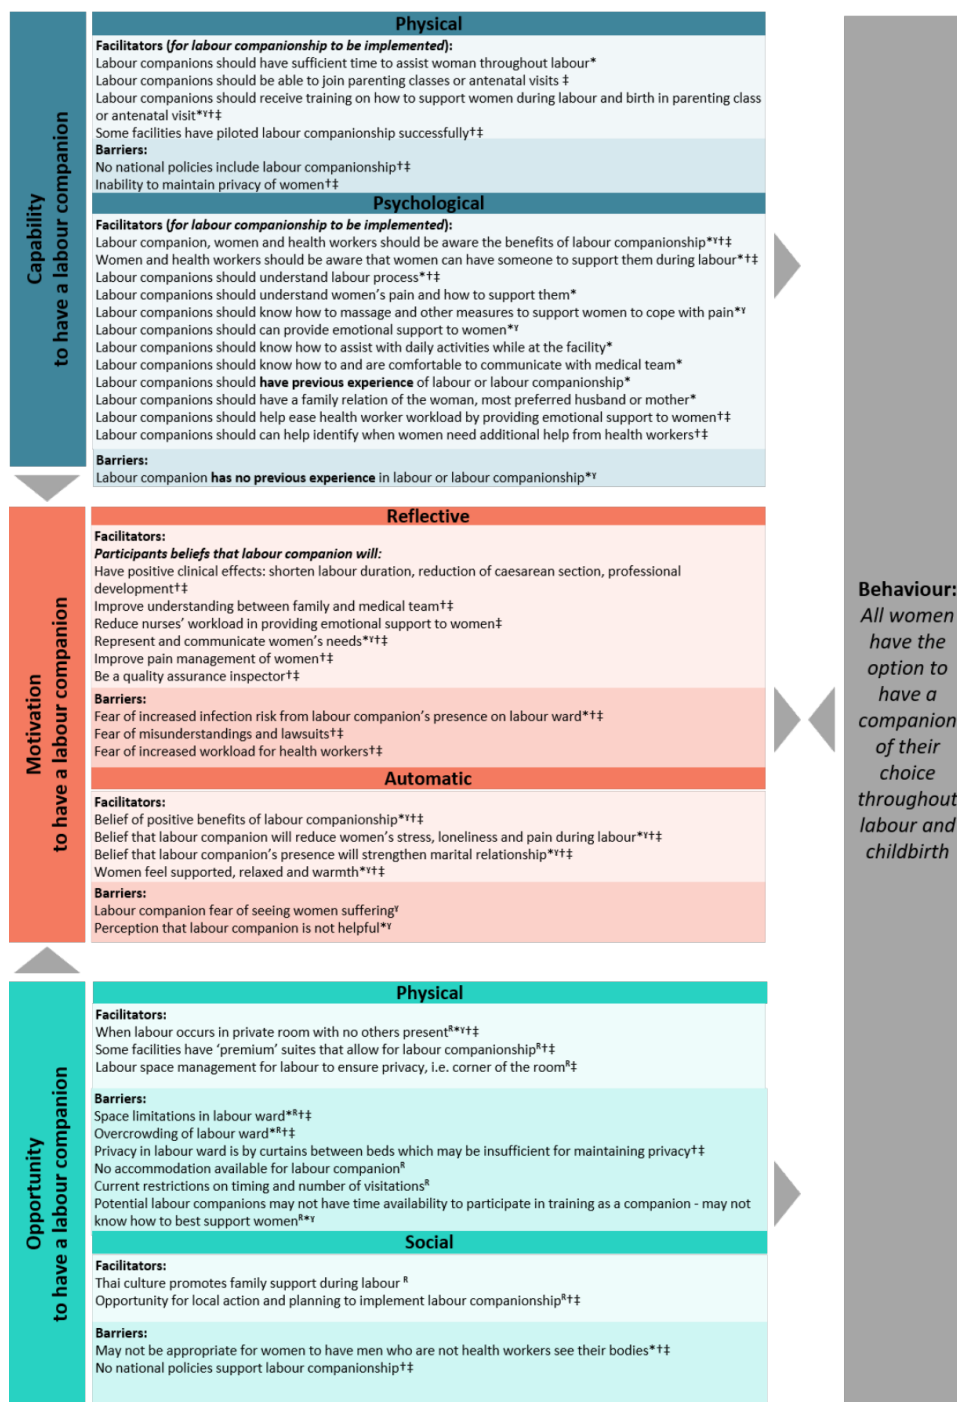 Capability
to have a labour companion
Physical
Facilitators (for labour companionship to be implemented):
Labour companions should have sufficient time to assist woman throughout labour*
Labour companions should be able to join parenting classes or antenatal visits ‡
Labour companions should receive training on how to support women during labour and birth in parenting class
or antenatal visit*ˠ†‡
Some facilities have piloted labour companionship successfully†‡
Barriers:
No national policies include labour companionship†‡
Inability to maintain privacy of women†‡
Psychological
Facilitators (for labour companionship to be implemented):
Labour companion, women and health workers should be aware the benefits of labour companionship*ˠ†‡
Women and health workers should be aware that women can have someone to support them during labour*†‡
Labour companions should understand labour process*†‡
Labour companions should understand women's pain and how to support them*
Labour companions should know how to massage and other measures to support women to cope with pain*ˠ
Labour companions should can provide emotional support to women*ˠ
Labour companions should know how to assist with daily activities while at the facility*
Labour companions should know how to and are comfortable to communicate with medical team*
Labour companions should have previous experience of labour or labour companionship*
Labour companions should have a family relation of the woman, most preferred husband or mother*
Labour companions should help ease health worker workload by providing emotional support to women†‡
Labour companions should can help identify when women need additional help from health workers†‡
Barriers:
Labour companion has no previous experience in labour or labour companionship*ˠ
Motivation
to have a labour companion
Reflective
Facilitators:
Participants beliefs that labour companion will:
Have positive clinical effects: shorten labour duration, reduction of caesarean section, professional
development†‡
Improve understanding between family and medical team†‡
Reduce nurses' workload in providing emotional support to women‡
Represent and communicate women's needs*ˠ†‡
Improve pain management of women†‡
Be a quality assurance inspector†‡
Barriers:
Fear of increased infection risk from labour companion's presence on labour ward*†‡
Fear of misunderstandings and lawsuits†‡
Fear of increased workload for health workers†‡
Automatic
Facilitators:
Belief of positive benefits of labour companionship*ˠ†‡
Belief that labour companion will reduce women's stress, loneliness and pain during labour*ˠ†‡
Belief that labour companion's presence will strengthen marital relationship*ˠ†‡
Women feel supported, relaxed and warmth*ˠ†‡
Barriers:
Labour companion fear of seeing women sufferingˠ
Perception that labour companion is not helpful*ˠ
Opportunity
to have a labour companion
Physical
Facilitators:
When labour occurs in private room with no others presentᴿ*ˠ†‡
Some facilities have 'premium' suites that allow for labour companionshipᴿ†‡
Labour space management for labour to ensure privacy, i.e. corner of the roomᴿ‡
Barriers:
Space limitations in labour ward*ᴿ†‡
Overcrowding of labour ward*ᴿ†‡
Privacy in labour ward is by curtains between beds which may be insufficient for maintaining privacy†‡
No accommodation available for labour companionᴿ
Current restrictions on timing and number of visitationsᴿ
Potential labour companions may not have time availability to participate in training as a companion - may not
know how to best support womenᴿ*ˠ
Social
Facilitators:
Thai culture promotes family support during labour ᴿ
Opportunity for local action and planning to implement labour companionshipᴿ†‡
Barriers:
May not be appropriate for women to have men who are not health workers see their bodies*†‡
No national policies support labour companionship†‡
Behaviour:
All women
have the
option to
have a
companion
of their
choice
throughout
labour and
childbirth